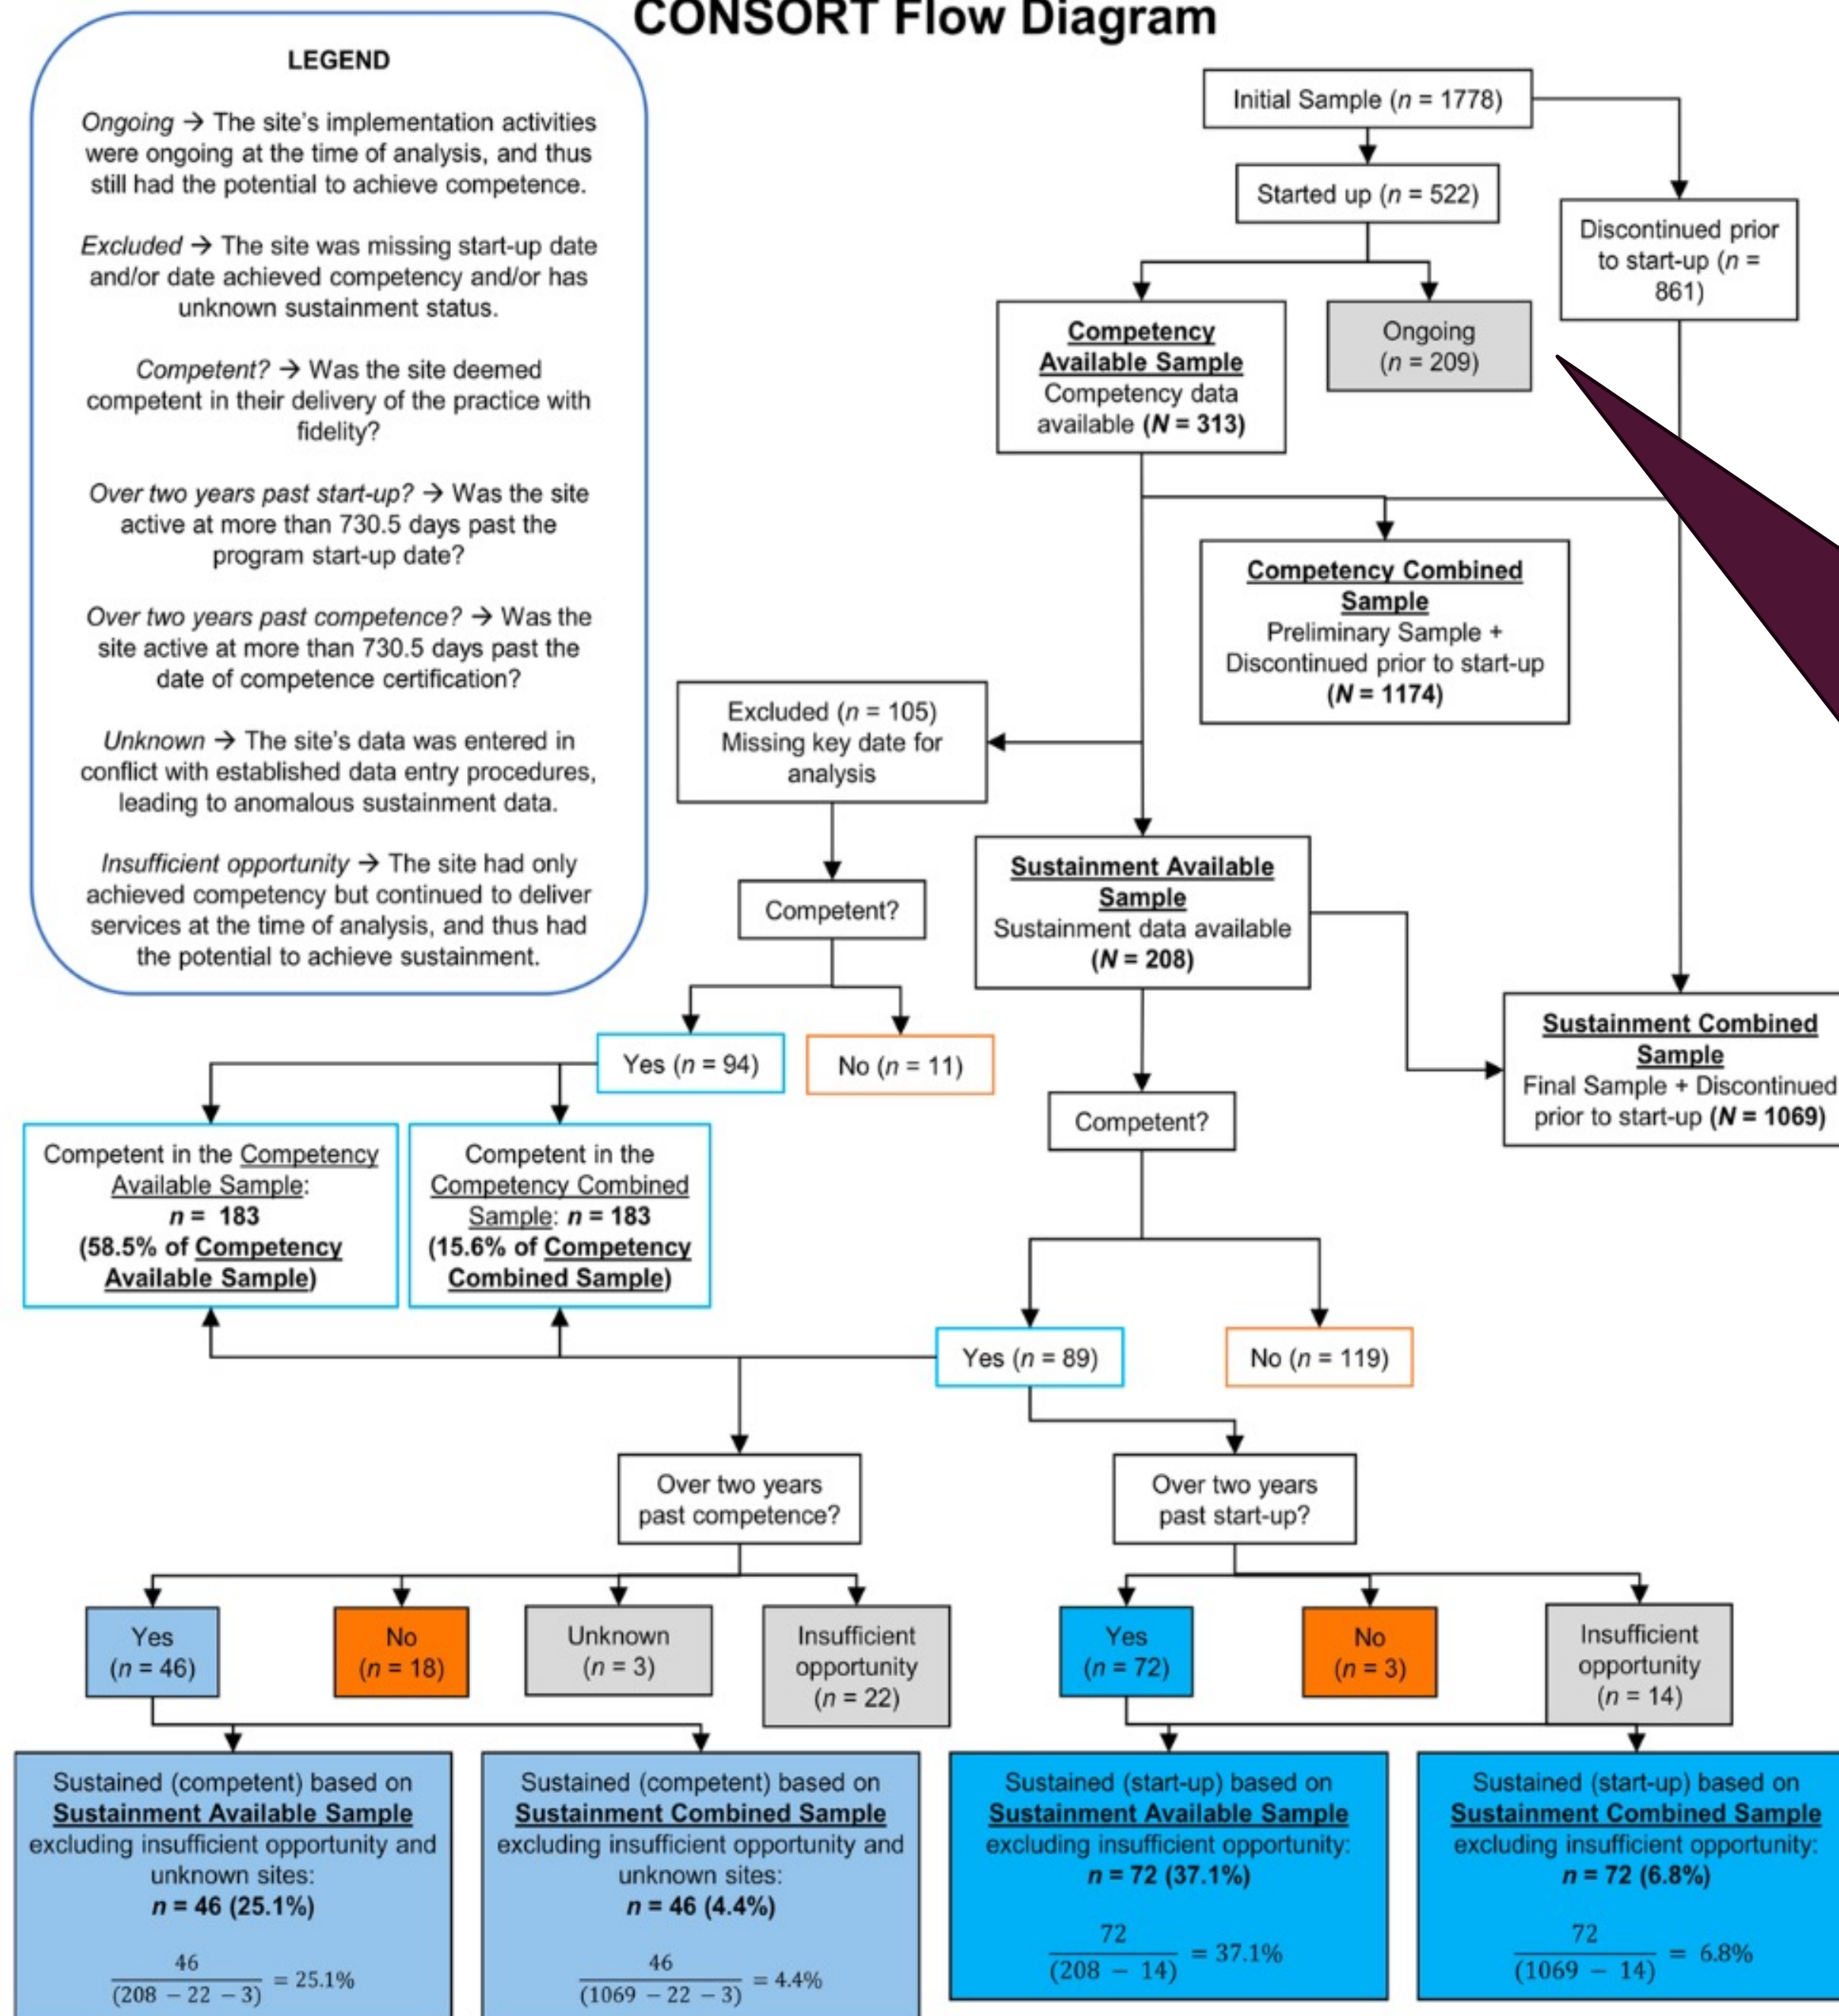 CONSORT Flow Diagram
LEGEND
Ongoing → The site's implementation activities
were ongoing at the time of analysis, and thus
still had the potential to achieve competence.
Excluded → The site was missing start-up date
and/or date achieved competency and/or has
unknown sustainment status.
Competent? → Was the site deemed
competent in their delivery of the practice with
fidelity?
Over two years past start-up? → Was the site
active at more than 730.5 days past the
program start-up date?
Over two years past competence? → Was the
site active at more than 730.5 days past the
date of competence certification?
Unknown → The site's data was entered in
conflict with established data entry procedures,
leading to anomalous sustainment data.
Insufficient opportunity → The site had only
achieved competency but continued to deliver
services at the time of analysis, and thus had
the potential to achieve sustainment.
Initial Sample (n = 1778)
Started up (n = 522)
Discontinued prior
to start-up (n =
861)
Competency
Available Sample
Competency data
available (N = 313)
Ongoing
(n = 209)
Competency Combined
Sample
Preliminary Sample +
Discontinued prior to start-up
(N = 1174)
Excluded (n = 105)
Missing key date for
analysis
Competent?
Sustainment Available
Sample
Sustainment data available
(N = 208)
Sustainment Combined
Sample
Final Sample + Discontinued
prior to start-up (N = 1069)
Yes (n = 94)
No (n = 11)
Competent?
Competent in the Competency
Available Sample:
n = 183
(58.5% of Competency
Available Sample)
Competent in the
Competency Combined
Sample: n = 183
(15.6% of Competency
Combined Sample)
Yes (n = 89)
No (n = 119)
Over two years
past competence?
Over two years
past start-up?
Yes
(n = 46)
No
(n = 18)
Unknown
(n = 3)
Insufficient
opportunity
(n = 22)
Yes
(n = 72)
No
(n = 3)
Insufficient
opportunity
(n = 14)
Sustained (competent) based on
Sustainment Available Sample
excluding insufficient opportunity and
unknown sites:
n = 46 (25.1%)
46
(208 − 22 − 3)
= 25.1%
Sustained (competent) based on
Sustainment Combined Sample
excluding insufficient opportunity and
unknown sites:
n = 46 (4.4%)
46
(1069 − 22 − 3)
= 4.4%
Sustained (start-up) based on
Sustainment Available Sample
excluding insufficient opportunity:
n = 72 (37.1%)
72
(208 − 14)
= 37.1%
Sustained (start-up) based on
Sustainment Combined Sample
excluding insufficient opportunity:
n = 72 (6.8%)
72
(1069 − 14)
= 6.8%